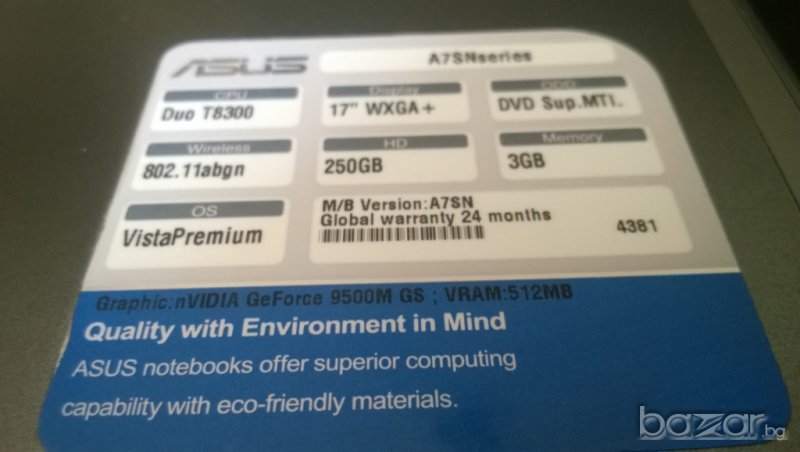 ASUS
A7SNseries
CPU
Display
ODD
Duo T8300
17" WXGA+
DVD Sup.MTI.
Wireless
HD
Memory
802.11abgn
250GB
3GB
OS
VistaPremium
M/B Version:A7SN
Global warranty 24 months
4381
Graphic:nVIDIA GeForce 9500M GS ; VRAM:512MB
Quality with Environment in Mind
ASUS notebooks offer superior computing
capability with eco-friendly materials.
bazar.bg